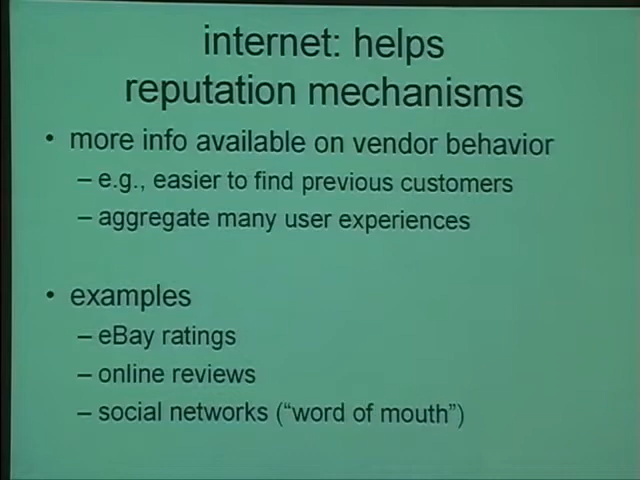 internet: helps
reputation mechanisms
• more info available on vendor behavior
– e.g., easier to find previous customers
– aggregate many user experiences
• examples
– eBay ratings
– online reviews
– social networks (“word of mouth”)